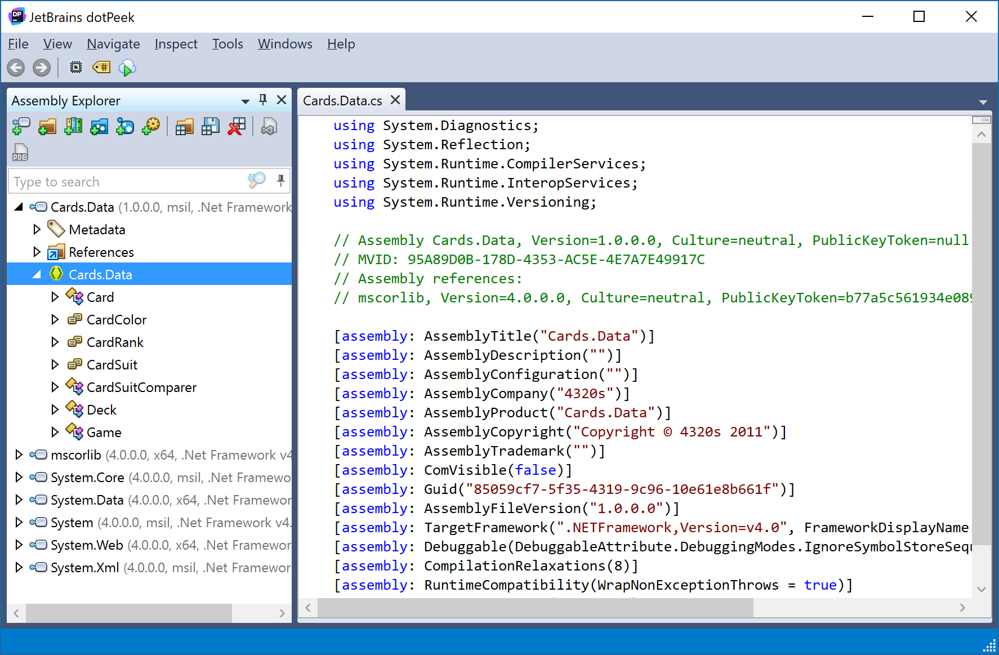 JetBrains dotPeek
File View Navigate Inspect Tools Windows Help
Assembly Explorer
PDB
Type to search
Cards.Data (1.0.0.0, msil, .Net Framework
Metadata
References
Cards.Data
Card
CardColor
CardRank
CardSuit
CardSuitComparer
Deck
Game
mscorlib (4.0.0.0, x64, .Net Framework v4
System.Core (4.0.0.0, msil, .Net Framewo
System.Data (4.0.0.0, x64, .Net Framewor
System (4.0.0.0, msil, .Net Framework v4.
System.Web (4.0.0.0, x64, .Net Framewor
System.Xml (4.0.0.0, msil, .Net Framewor
Cards.Data.cs
using System.Diagnostics;
using System.Reflection;
using System.Runtime.CompilerServices;
using System.Runtime.InteropServices;
using System.Runtime.Versioning;
// Assembly Cards.Data, Version=1.0.0.0, Culture=neutral, PublicKeyToken=null
// MVID: 95A89D0B-178D-4353-AC5E-4E7A7E49917C
// Assembly references:
// mscorlib, Version=4.0.0.0, Culture=neutral, PublicKeyToken=b77a5c561934e089
[assembly: AssemblyTitle("Cards.Data")]
[assembly: AssemblyDescription("")]
[assembly: AssemblyConfiguration("")]
[assembly: AssemblyCompany("4320s")]
[assembly: AssemblyProduct("Cards.Data")]
[assembly: AssemblyCopyright("Copyright © 4320s 2011")]
[assembly: AssemblyTrademark("")]
[assembly: ComVisible(false)]
[assembly: Guid("85059cf7-5f35-4319-9c96-10e61e8b661f")]
[assembly: AssemblyFileVersion("1.0.0.0")]
[assembly: TargetFramework(".NETFramework,Version=v4.0", FrameworkDisplayName
[assembly: Debuggable(DebuggableAttribute.DebuggingModes.IgnoreSymbolStoreSequ
[assembly: CompilationRelaxations(8)]
[assembly: RuntimeCompatibility(WrapNonExceptionThrows = true)]